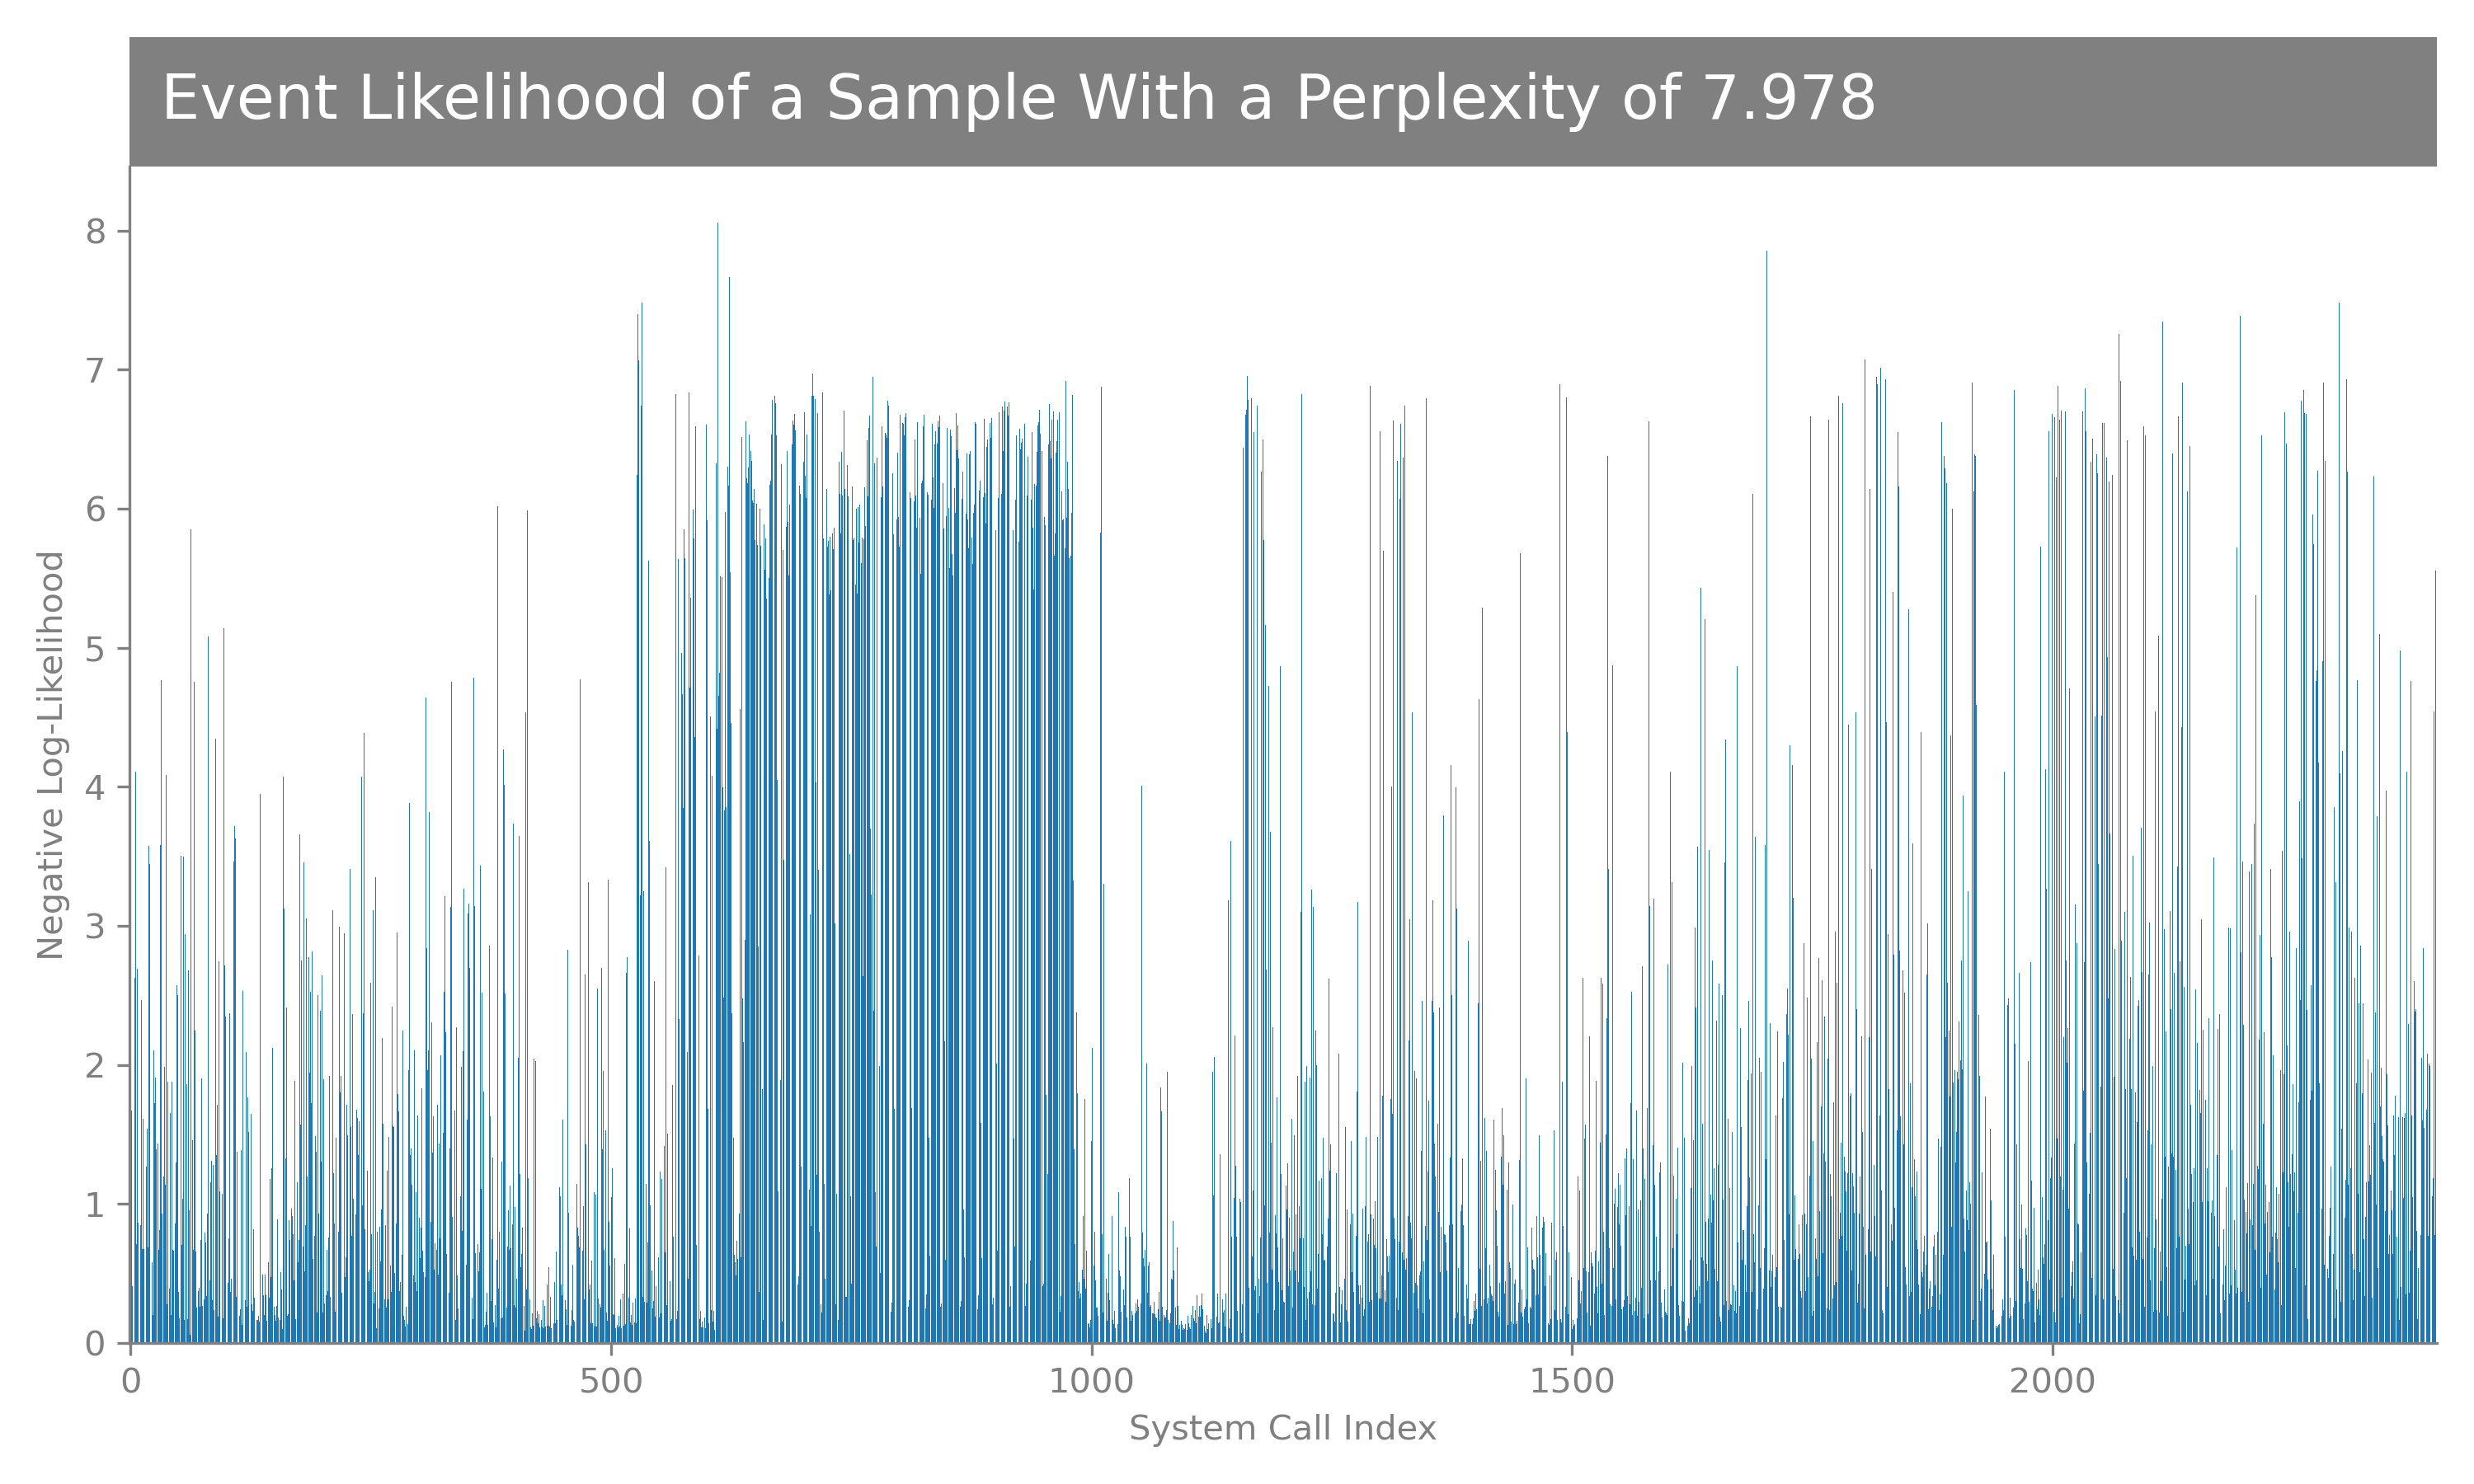 Event Likelihood of a Sample With a Perplexity of 7.978
8
7
6
5
4
3
2
1
0
Negative Log-Likelihood
0 500 1000 1500 2000
System Call Index